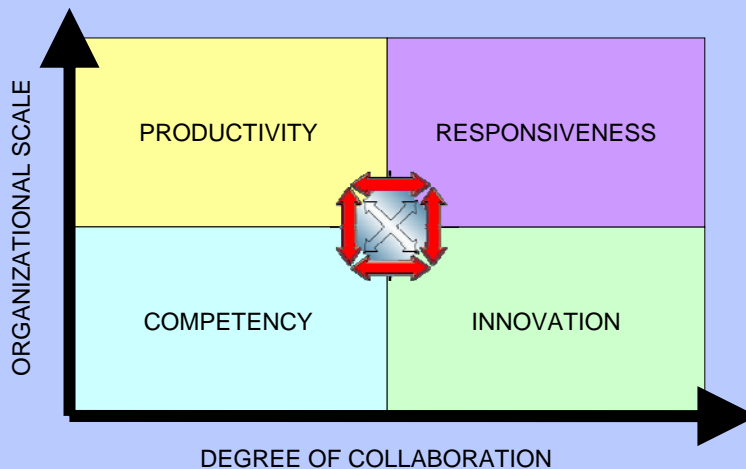 ORGANIZATIONAL SCALE
PRODUCTIVITY
RESPONSIVENESS
COMPETENCY
INNOVATION
DEGREE OF COLLABORATION